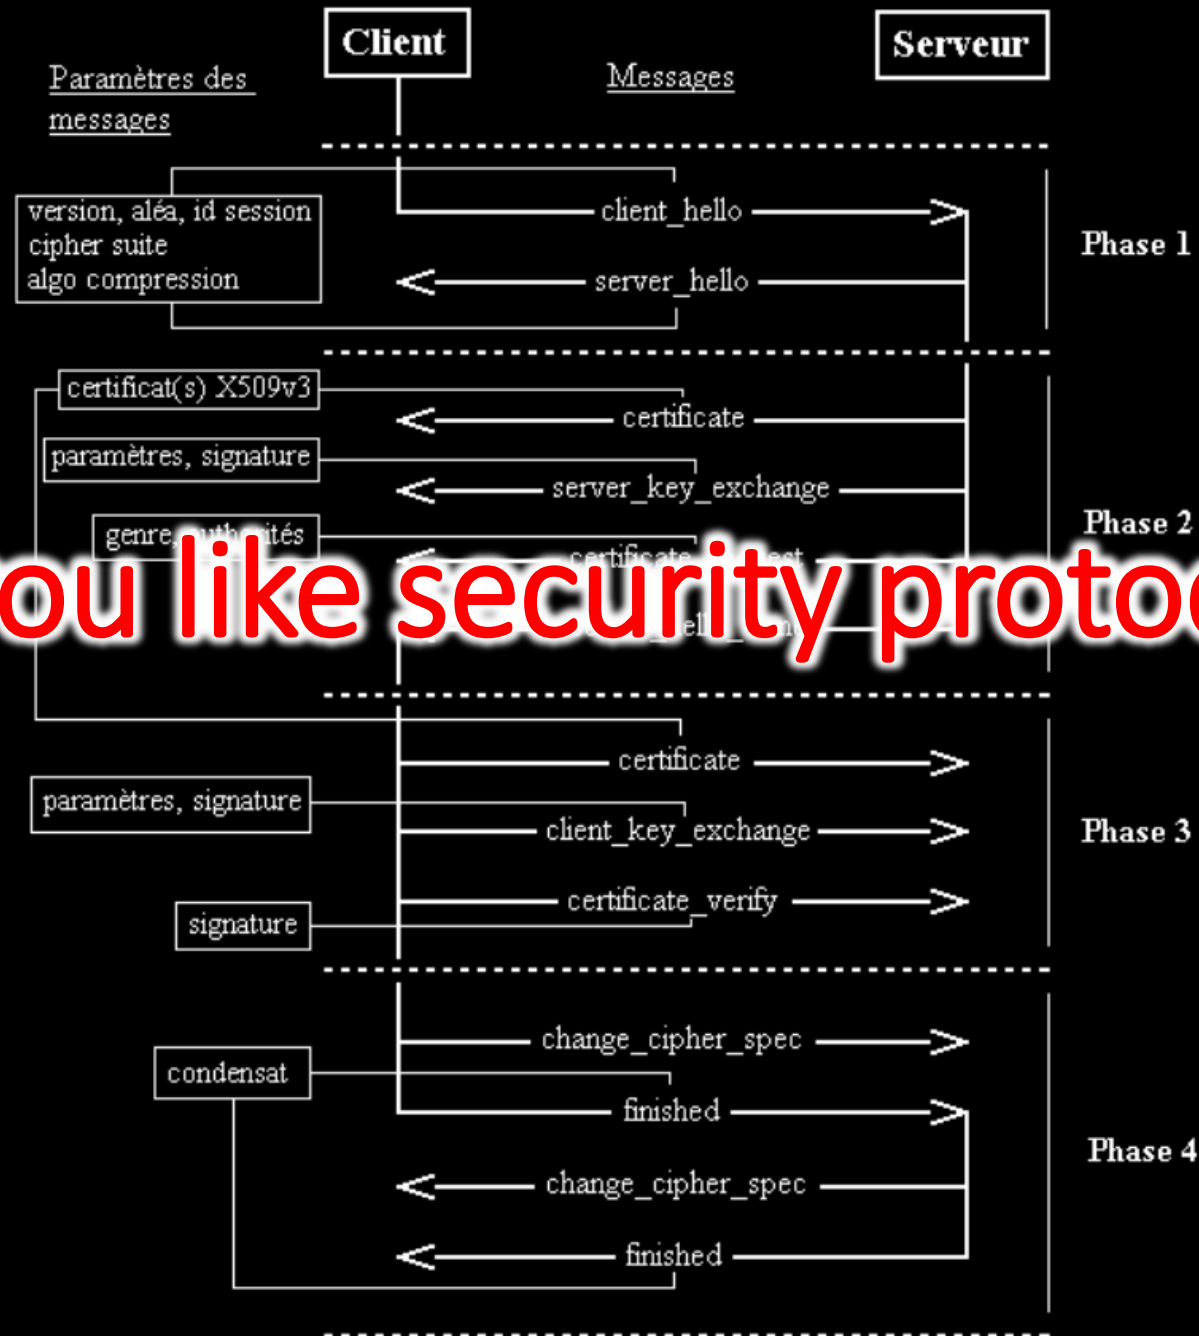 Client
Serveur
Paramètres des
messages
Messages
version, aléa, id session
cipher suite
algo compression
client_hello
server_hello
Phase 1
certificat(s) X509v3
certificate
paramètres, signature
server_key_exchange
Phase 2
genre,
ou like security protoc
certificate
paramètres, signature
client_key_exchange
Phase 3
certificate_verify
signature
change_cipher_spec
condensat
finished
Phase 4
change_cipher_spec
finished